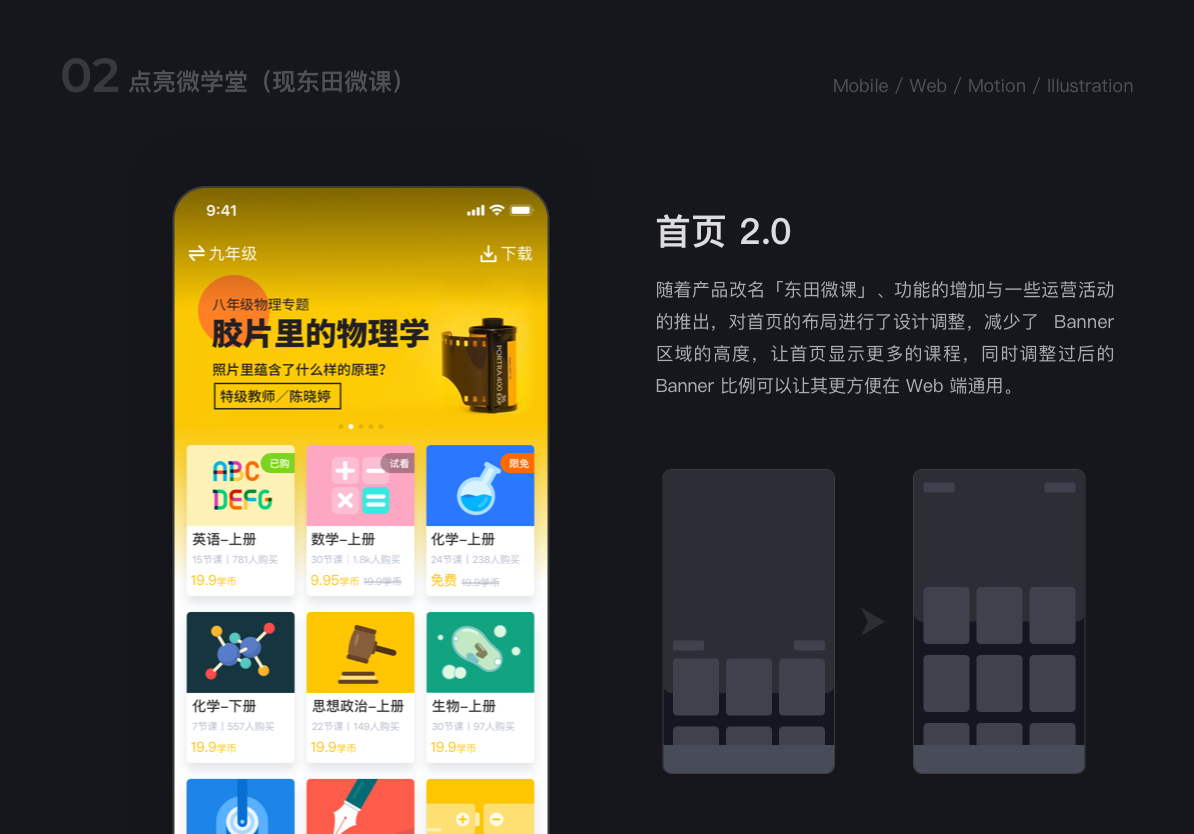 02 点亮微学堂（现东田微课）
Mobile / Web / Motion / Illustration
9:41
九年级
下载
八年级物理专题
胶片里的物理学
照片里蕴含了什么样的原理?
特级教师／陈晓婷
PORTRA 400
已购
ABC
DEFG
英语-上册
15节课 | 781人购买
19.9学币
试看
数学-上册
30节课 | 1.8k人购买
9.95学币 19.9学币
限免
化学-上册
24节课 | 238人购买
免费 19.9学币
化学-下册
7节课 | 557人购买
19.9学币
思想政治-上册
22节课 | 149人购买
19.9学币
生物-上册
30节课 | 97人购买
19.9学币
首页 2.0
随着产品改名「东田微课」、功能的增加与一些运营活动
的推出，对首页的布局进行了设计调整，减少了 Banner
区域的高度，让首页显示更多的课程，同时调整过后的
Banner 比例可以让其更方便在 Web 端通用。